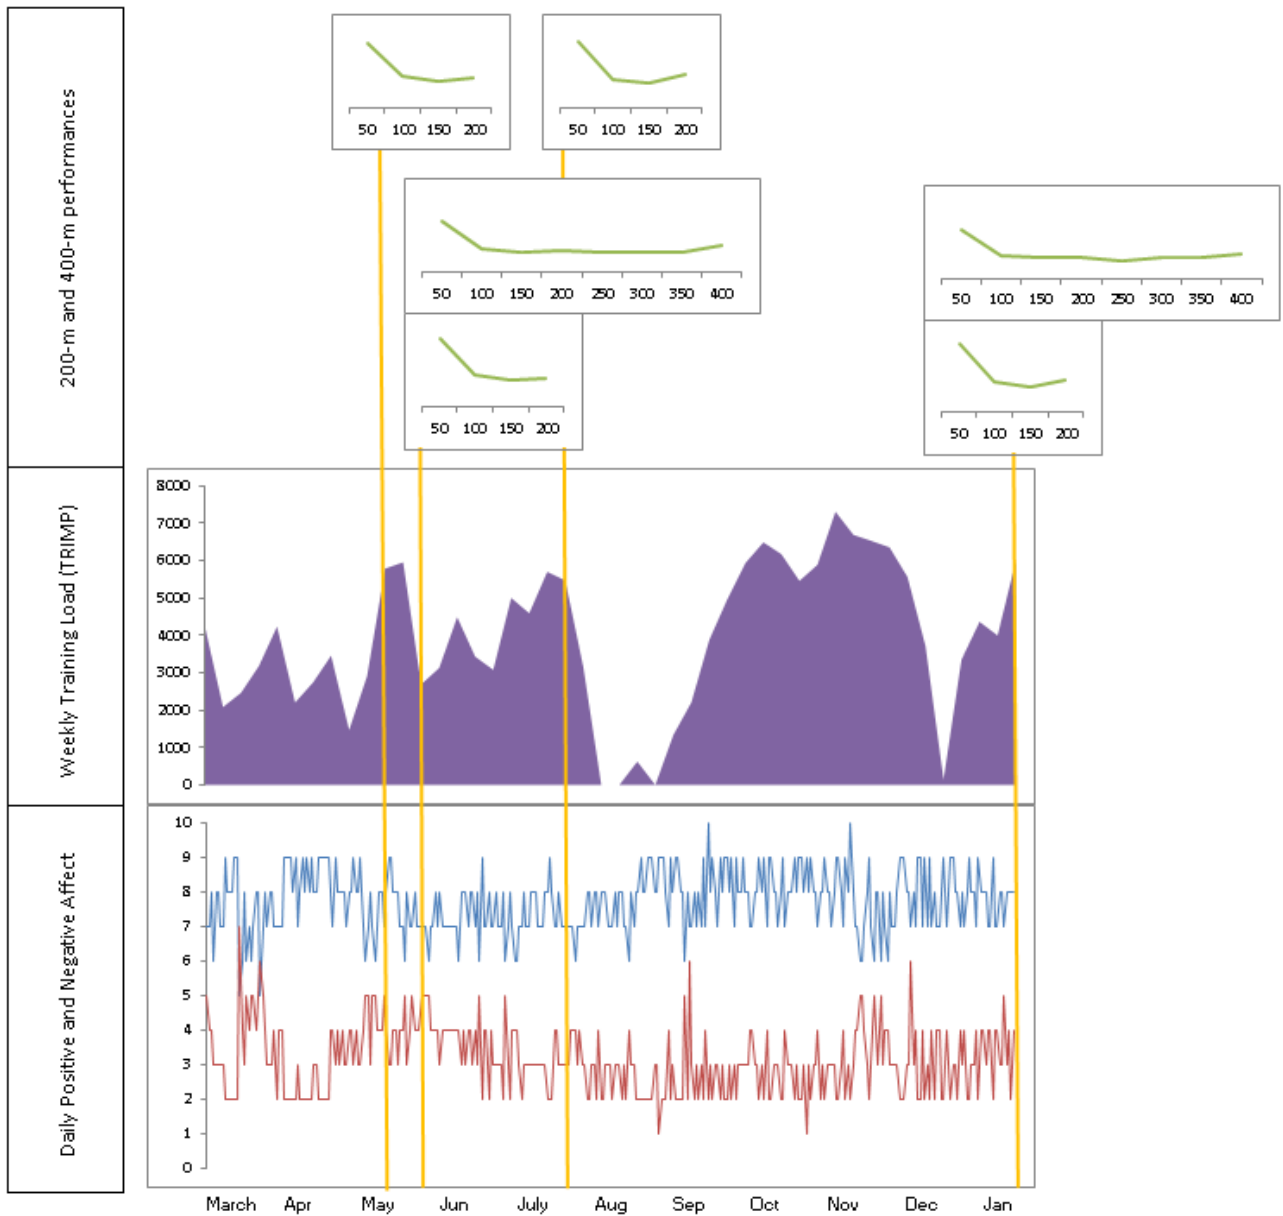 200-m and 400-m performances
50 100 150 200
50 100 150 200
50 100 150 200 250 300 350 400
50 100 150 200 250 300 350 400
50 100 150 200
50 100 150 200
Weekly Training Load (TRIMP)
8000
7000
6000
5000
4000
3000
2000
1000
0
Daily Positive and Negative Affect
10
9
8
7
6
5
4
3
2
1
0
March Apr May Jun July Aug Sep Oct Nov Dec Jan